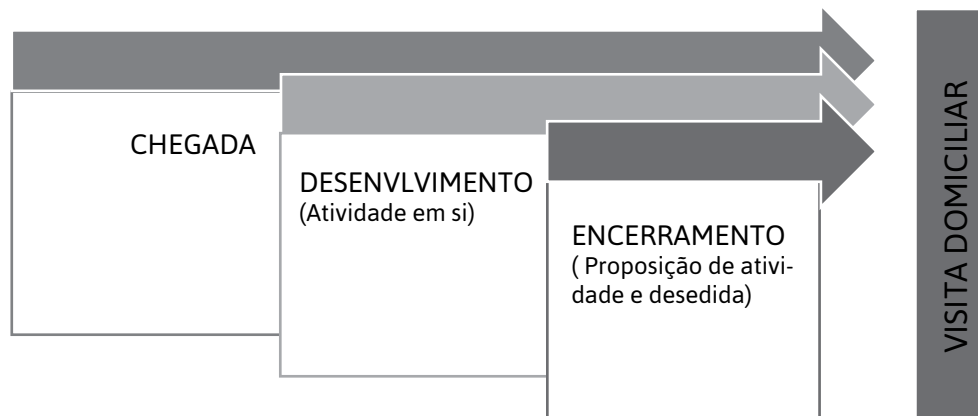 CHEGADA
DESENVLVIMENTO
(Atividade em si)
ENCERRAMENTO
( Proposição de ativi-
dade e desedida)
VISITA DOMICILIAR